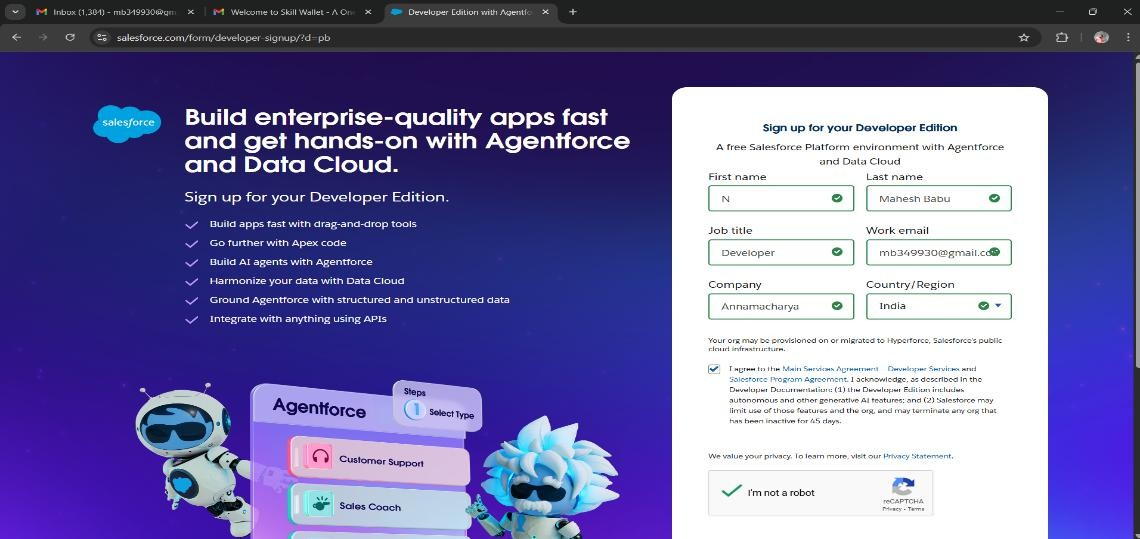 Inbox (1,384) - mb349930@gm
Welcome to Skill Wallet - A One
Developer Edition with Agentfo
salesforce.com/form/developer-signup/?d=pb
salesforce
Build enterprise-quality apps fast
and get hands-on with Agentforce
and Data Cloud.
Sign up for your Developer Edition.
Build apps fast with drag-and-drop tools
Go further with Apex code
Build AI agents with Agentforce
Harmonize your data with Data Cloud
Ground Agentforce with structured and unstructured data
Integrate with anything using APIs
Agentforce
Steps
1 Select Type
Customer Support
Sales Coach
Sign up for your Developer Edition
A free Salesforce Platform environment with Agentforce
and Data Cloud
First name Last name
N Mahesh Babu
Job title Work email
Developer mb349930@gmail.co
Company Country/Region
Annamacharya India
Your org may be provisioned on or migrated to Hyperforce, Salesforce's public
cloud infrastructure.
I agree to the Main Services Agreement - Developer Services and
Salesforce Program Agreement. I acknowledge, as described in the
Developer Documentation: (1) the Developer Edition includes
autonomous and other generative AI features; and (2) Salesforce may
limit use of those features and the org, and may terminate any org that
has been inactive for 45 days.
We value your privacy. To learn more, visit our Privacy Statement.
I'm not a robot
reCAPTCHA
Privacy - Terms